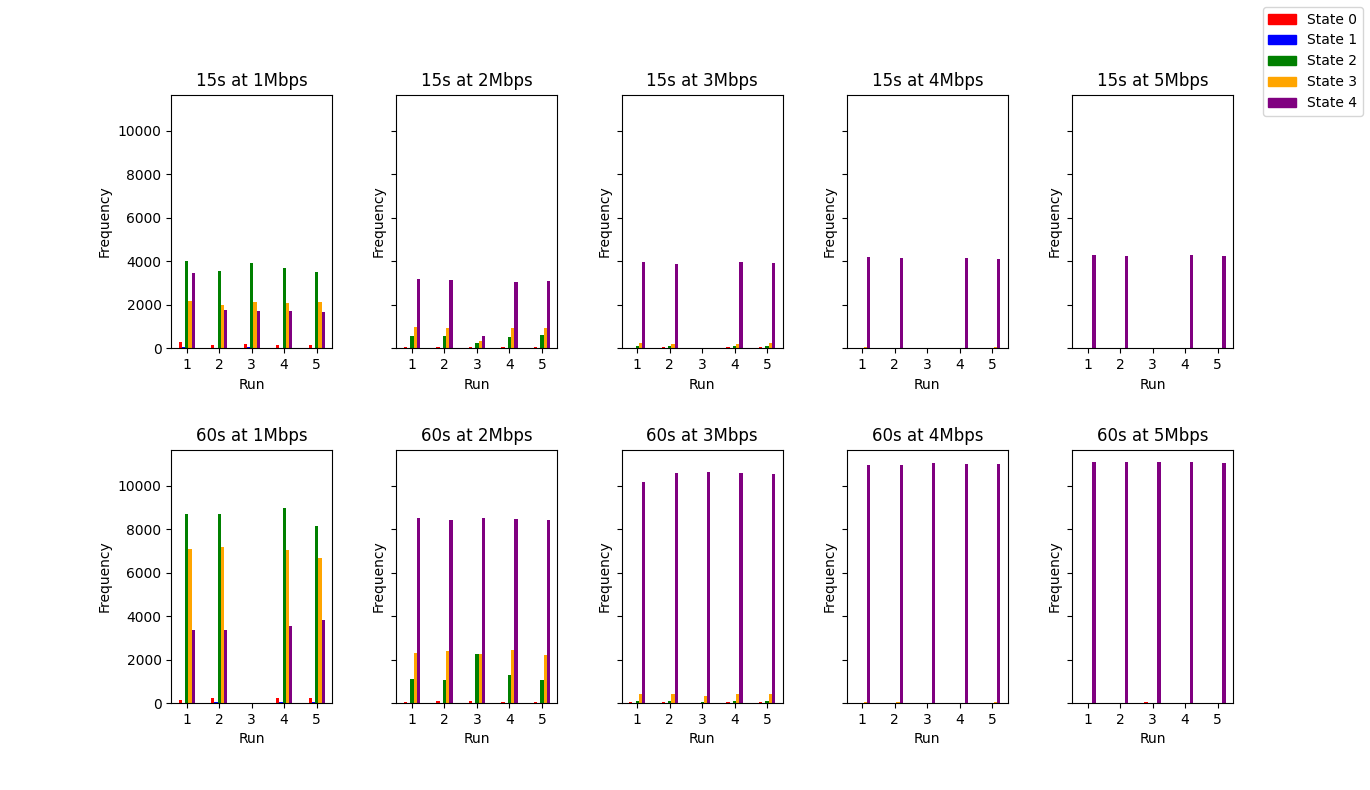 State 0
State 1
State 2
State 3
State 4
15s at 1Mbps
15s at 2Mbps
15s at 3Mbps
15s at 4Mbps
15s at 5Mbps
10000
8000
6000
4000
2000
0
Frequency
Frequency
Frequency
Frequency
Frequency
1 2 3 4 5
1 2 3 4 5
1 2 3 4 5
1 2 3 4 5
1 2 3 4 5
Run
Run
Run
Run
Run
60s at 1Mbps
60s at 2Mbps
60s at 3Mbps
60s at 4Mbps
60s at 5Mbps
10000
8000
6000
4000
2000
0
Frequency
Frequency
Frequency
Frequency
Frequency
1 2 3 4 5
1 2 3 4 5
1 2 3 4 5
1 2 3 4 5
1 2 3 4 5
Run
Run
Run
Run
Run